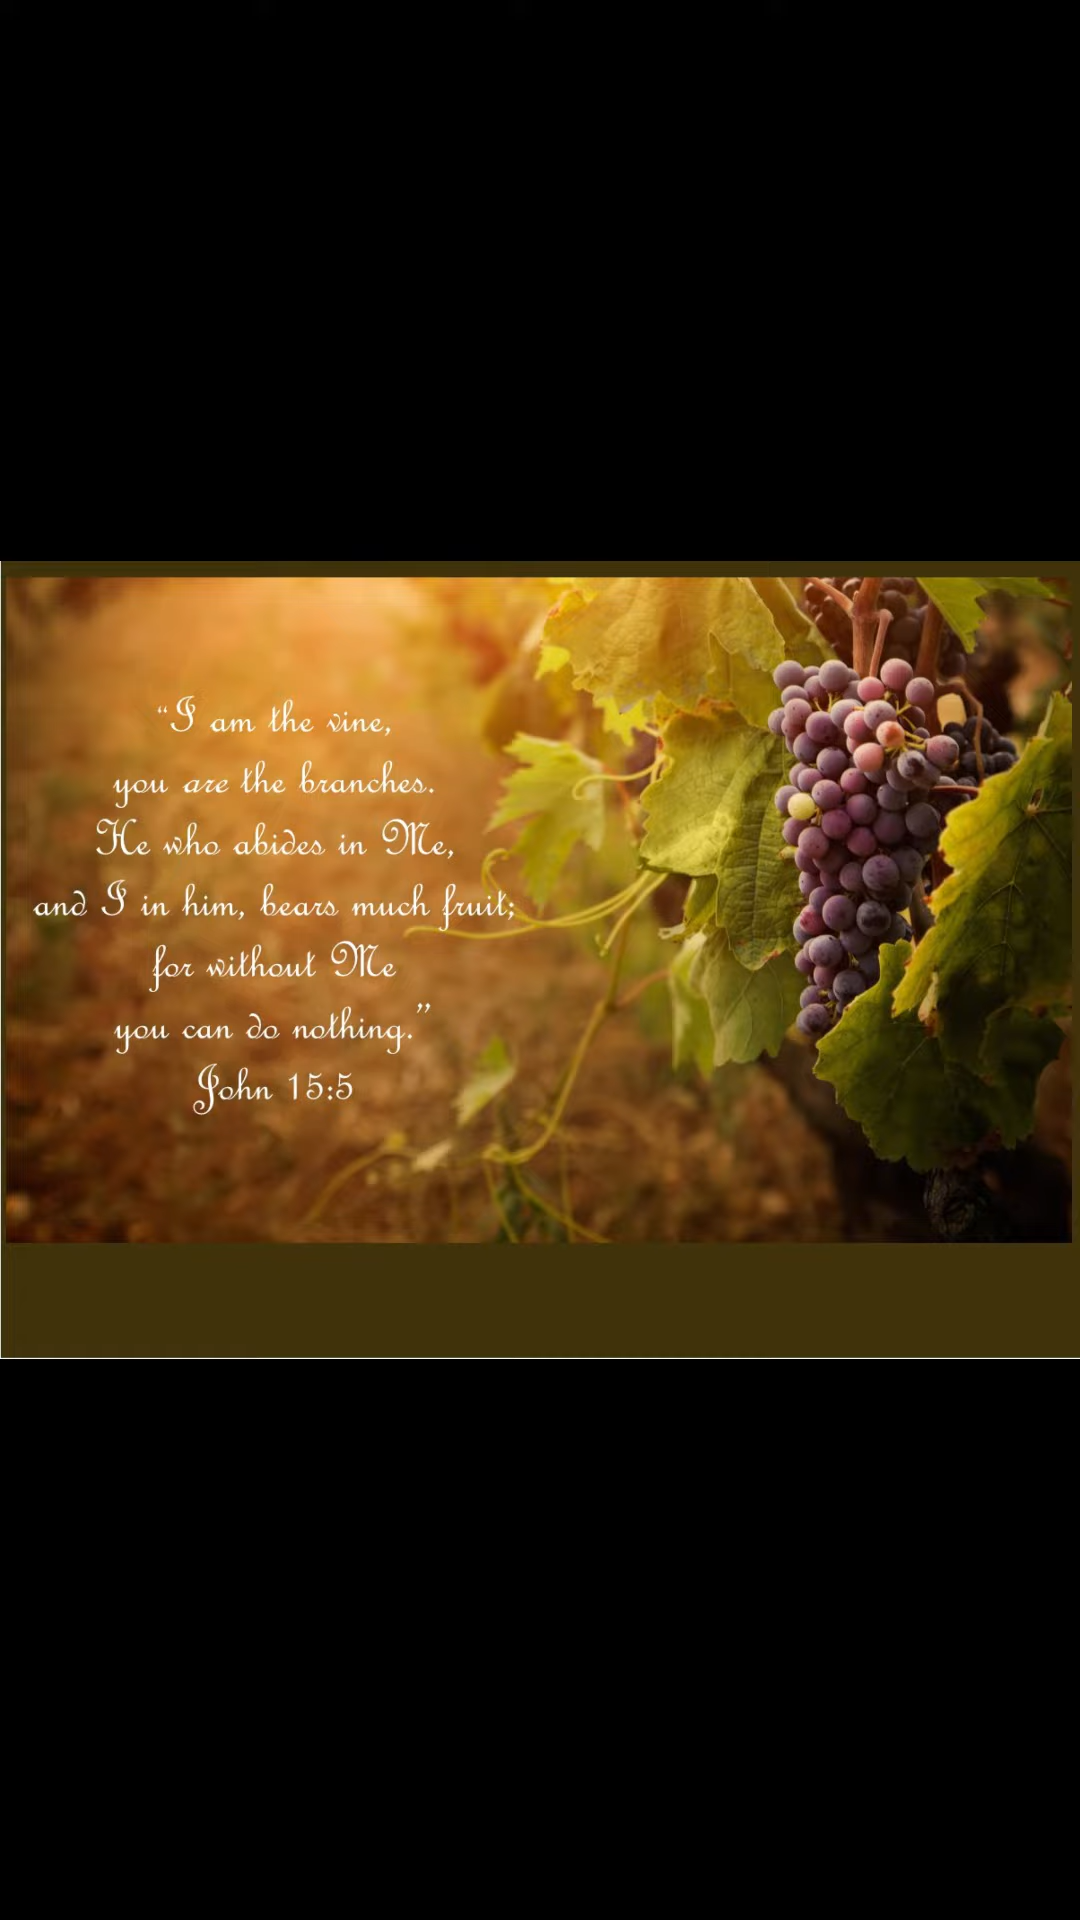 “I am the vine,
you are the branches.
He who abides in Me,
and I in him, bears much fruit;
for without Me
you can do nothing.”
John 15:5